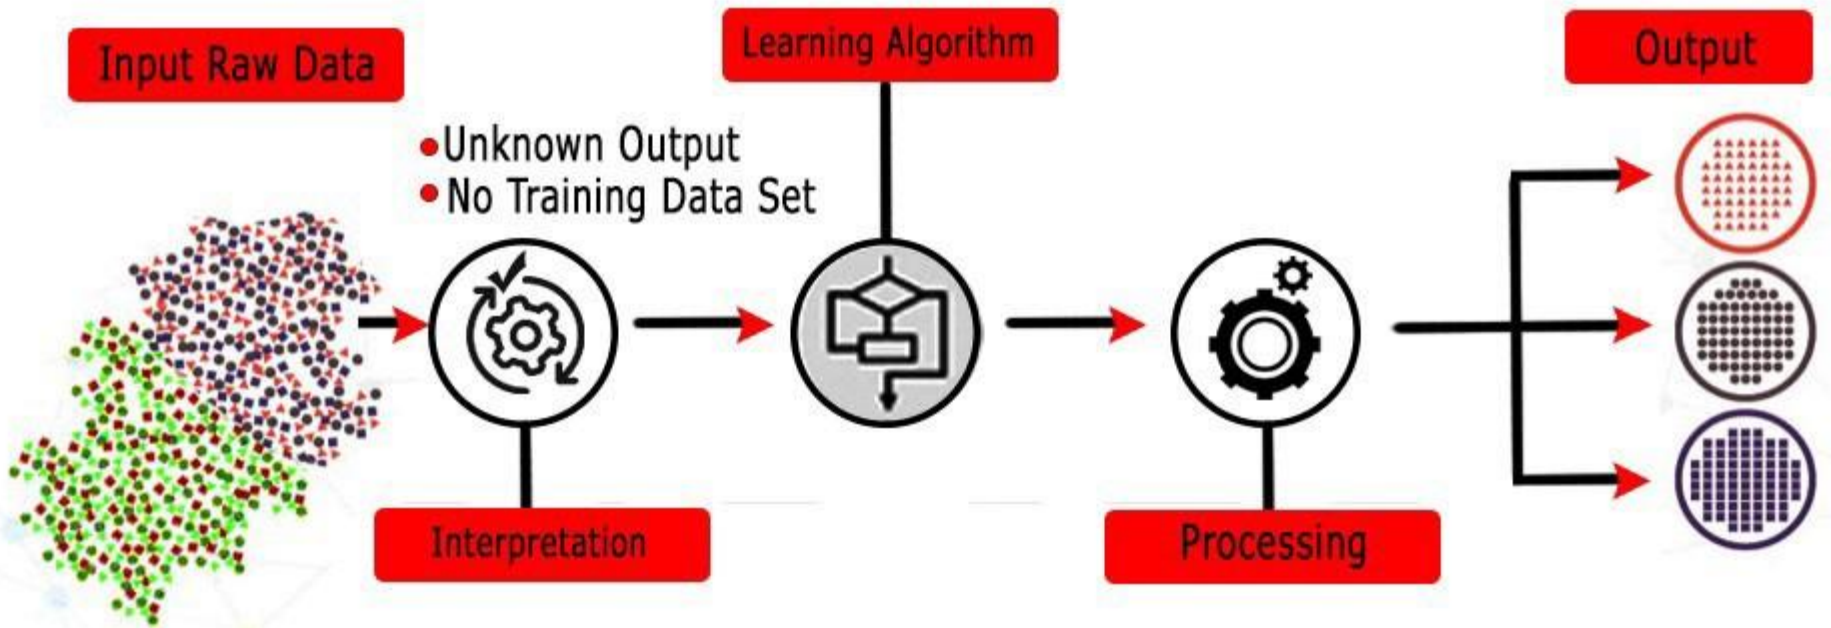 Input Raw Data
Learning Algorithm
Output
Unknown Output
No Training Data Set
Interpretation
Processing